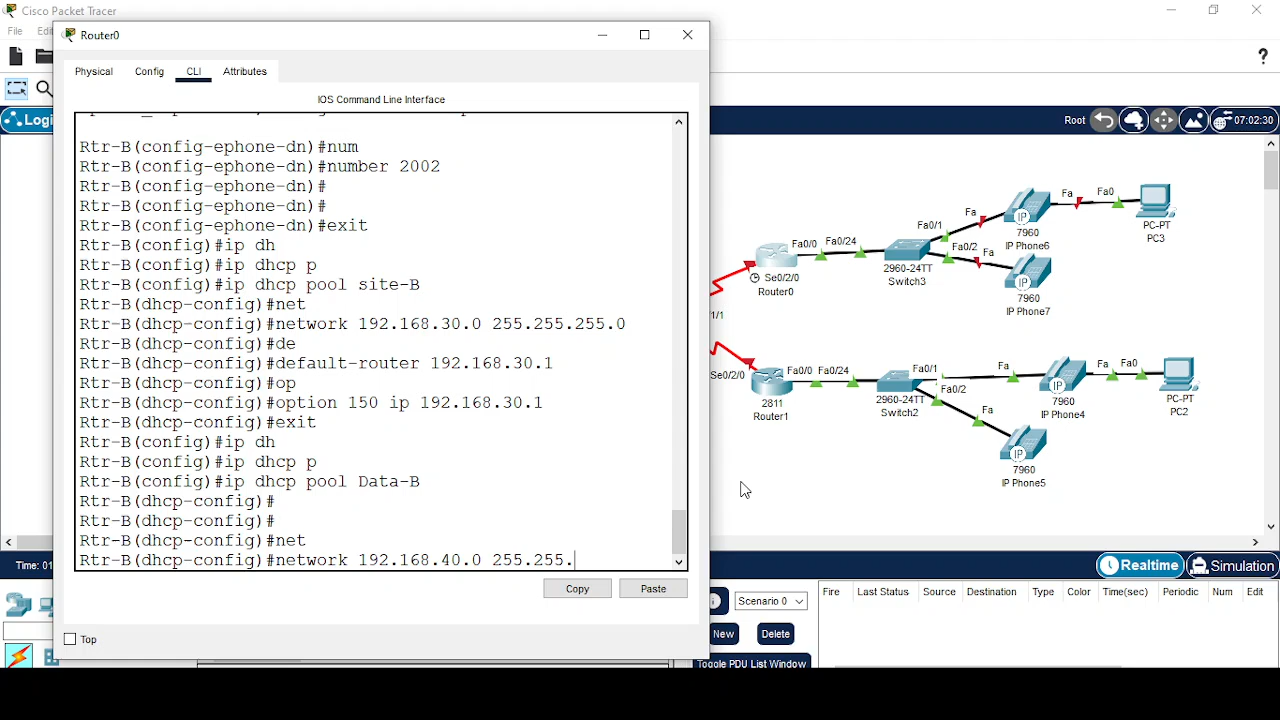 Cisco Packet Tracer
File
Router0
Physical
Config
CLI
Attributes
IOS Command Line Interface
Rtr-B(config-ephone-dn)#num
Rtr-B(config-ephone-dn)#number 2002
Rtr-B(config-ephone-dn)#
Rtr-B(config-ephone-dn)#
Rtr-B(config-ephone-dn)#exit
Rtr-B(config)#ip dh
Rtr-B(config)#ip dhcp p
Rtr-B(config)#ip dhcp pool site-B
Rtr-B(dhcp-config)#net
Rtr-B(dhcp-config)#network 192.168.30.0 255.255.255.0
Rtr-B(dhcp-config)#de
Rtr-B(dhcp-config)#default-router 192.168.30.1
Rtr-B(dhcp-config)#op
Rtr-B(dhcp-config)#option 150 ip 192.168.30.1
Rtr-B(dhcp-config)#exit
Rtr-B(config)#ip dh
Rtr-B(config)#ip dhcp p
Rtr-B(config)#ip dhcp pool Data-B
Rtr-B(dhcp-config)#
Rtr-B(dhcp-config)#
Rtr-B(dhcp-config)#net
Rtr-B(dhcp-config)#network 192.168.40.0 255.255.
Copy
Paste
Top
Root
07:02:30
Fa0/0
Fa0/24
Se0/2/0
Router0
2960-24TT
Switch3
Fa0/1
Fa
Fa0/2
Fa
IP
7960
IP Phone6
Fa
Fa0
PC-PT
PC3
IP
7960
IP Phone7
1/1
Se0/2/0
Fa0/0
Fa0/24
2811
Router1
Fa0/1
Fa0/2
2960-24TT
Switch2
Fa
Fa
IP
7960
IP Phone4
Fa
Fa0
PC-PT
PC2
IP
7960
IP Phone5
Time: 01
Realtime
Simulation
Scenario 0
New
Delete
Toggle PDU List Window
Fire
Last Status
Source
Destination
Type
Color
Time(sec)
Periodic
Num
Edit